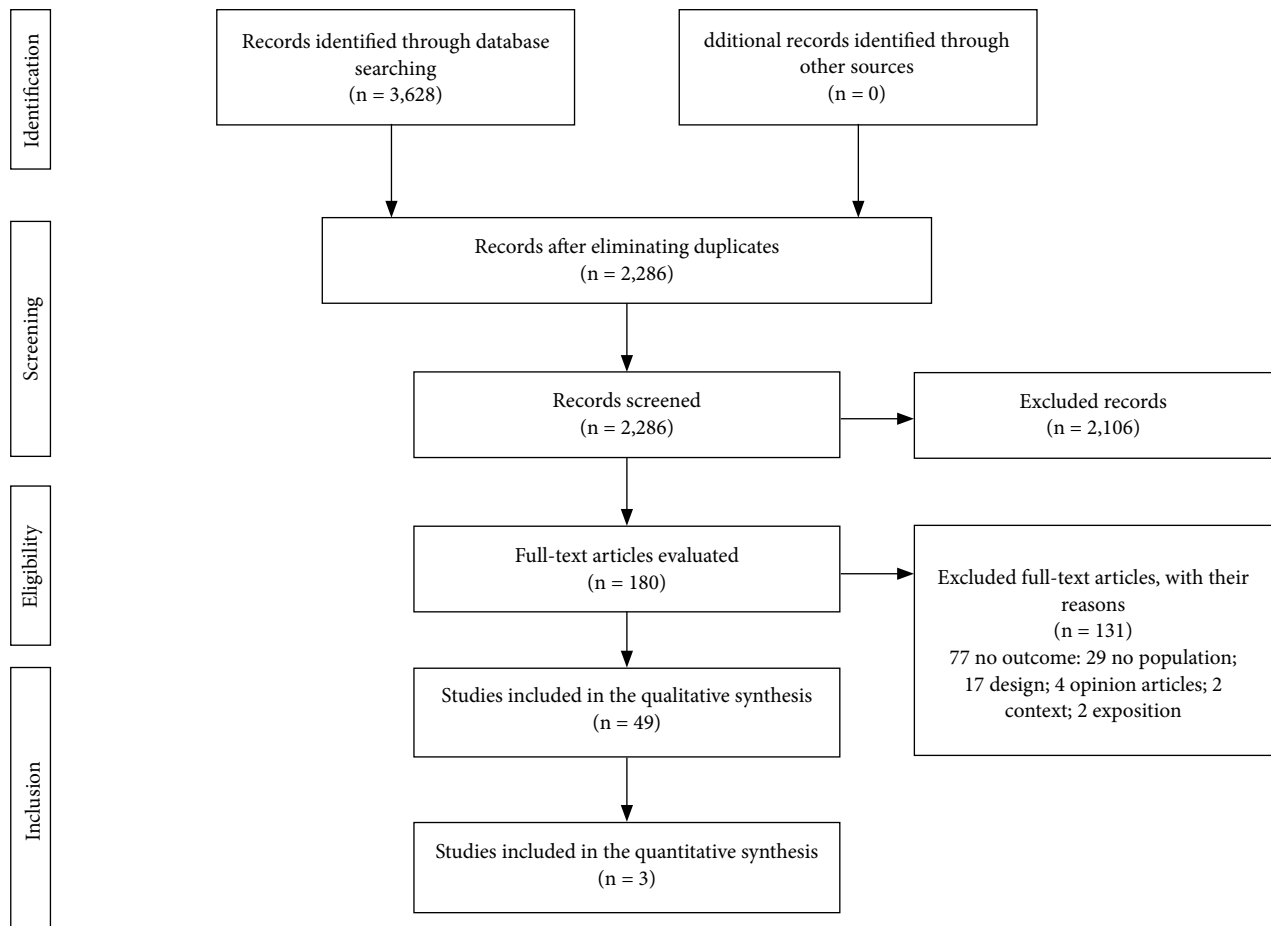 Identification
Records identified through database
searching
(n = 3,628)
dditional records identified through
other sources
(n = 0)
Screening
Records after eliminating duplicates
(n = 2,286)
Records screened
(n = 2,286)
Excluded records
(n = 2,106)
Eligibility
Full-text articles evaluated
(n = 180)
Excluded full-text articles, with their
reasons
(n = 131)
77 no outcome: 29 no population;
17 design; 4 opinion articles; 2
context; 2 exposition
Inclusion
Studies included in the qualitative synthesis
(n = 49)
Studies included in the quantitative synthesis
(n = 3)